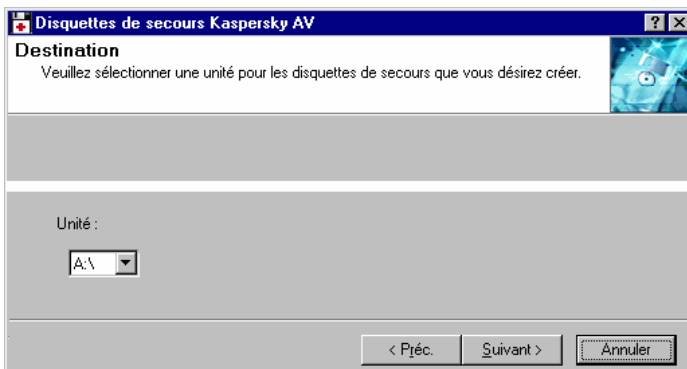 Disquettes de secours Kaspersky AV
Destination
Veuillez sélectionner une unité pour les disquettes de secours que vous désirez créer.
Unité :
A:\
< Préc. Suivant > Annuler